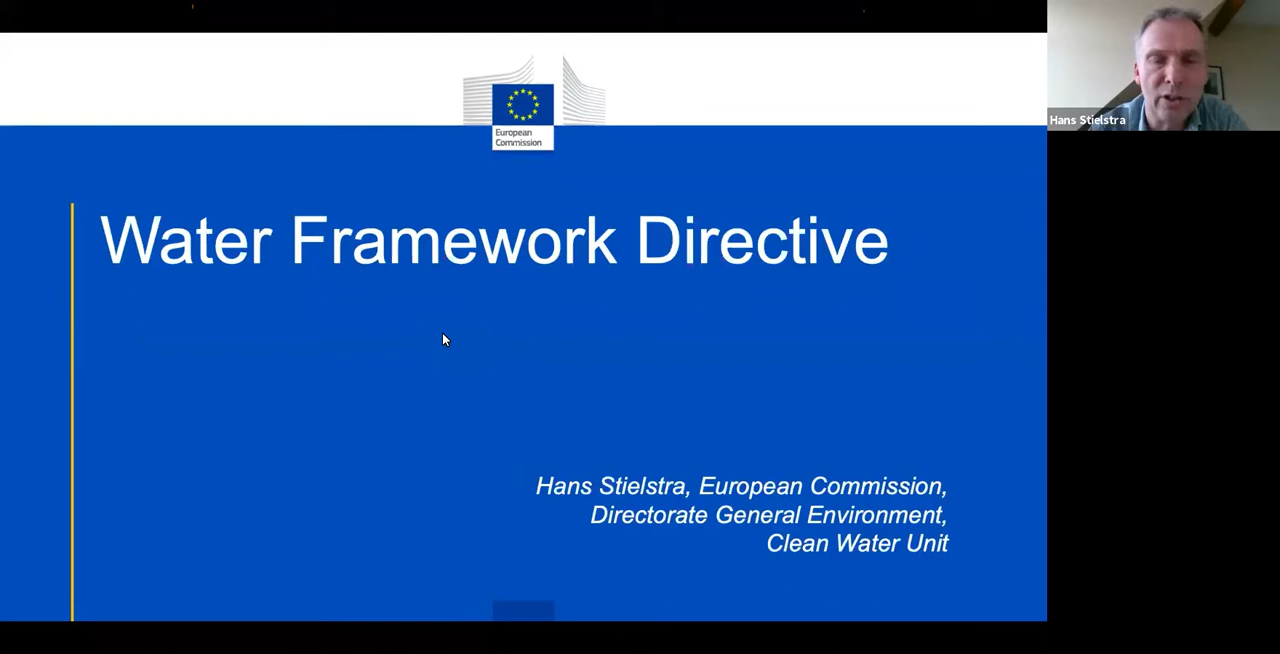 European
Commission
Hans Stielstra
Water Framework Directive
Hans Stielstra, European Commission,
Directorate General Environment,
Clean Water Unit